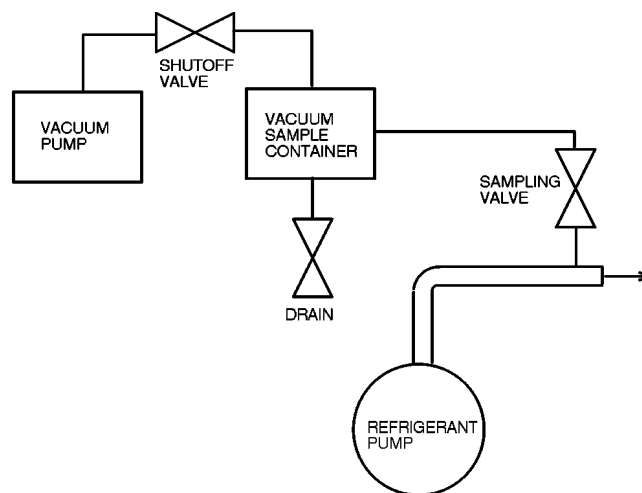 SHUTOFF
VALVE
VACUUM
PUMP
VACUUM
SAMPLE
CONTAINER
SAMPLING
VALVE
DRAIN
REFRIGERANT
PUMP